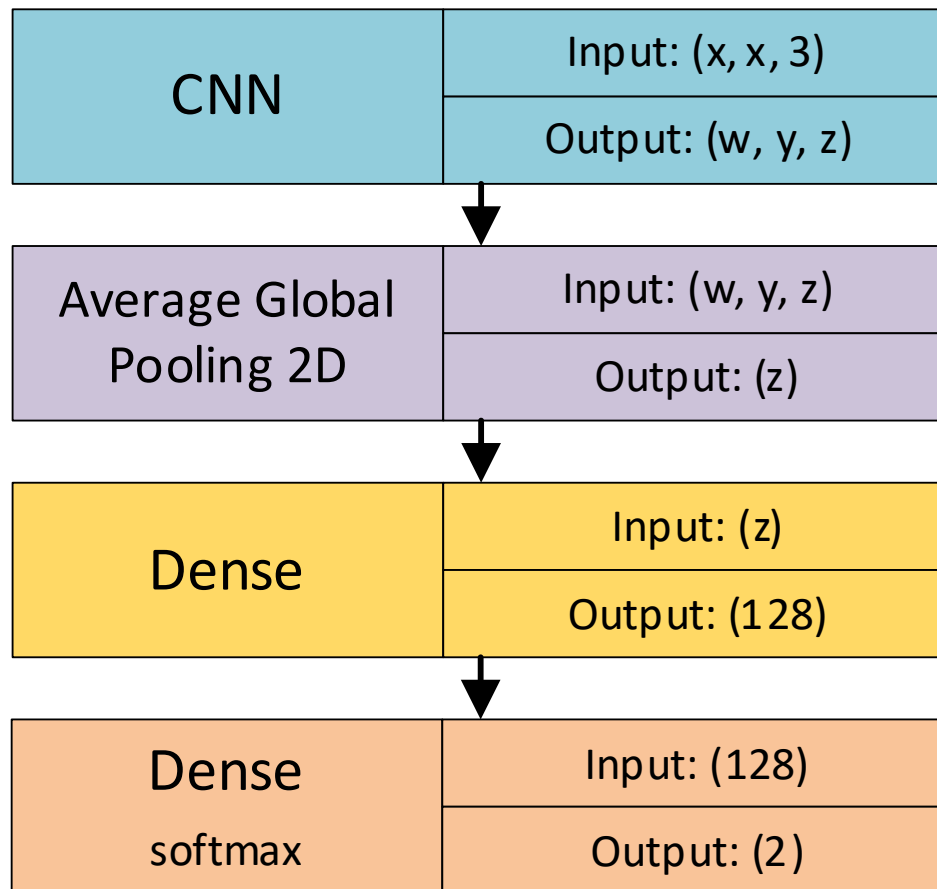 CNN
Input: (x, x, 3)
Output: (w, y, z)
Average Global
Pooling 2D
Input: (w, y, z)
Output: (z)
Dense
Input: (z)
Output: (128)
Dense
softmax
Input: (128)
Output: (2)